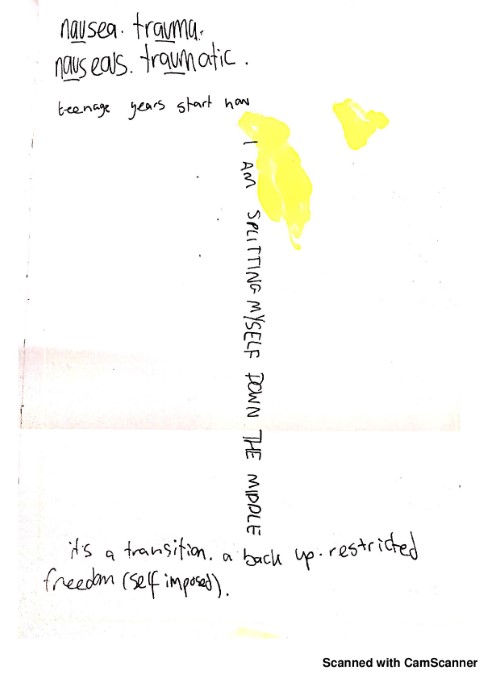 nausea. trauma.
nauseaus. traumatic.
teenage years start now
I AM SPLITTING MYSELF DOWN THE MIDDLE
it's a transition. a back up. restricted
freedom (self imposed).
Scanned with CamScanner